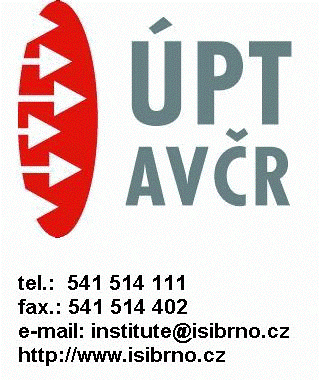 ÚPT
AVČR
tel.: 541 514 111
fax.: 541 514 402
e-mail: institute@isibrno.cz
http://www.isibrno.cz